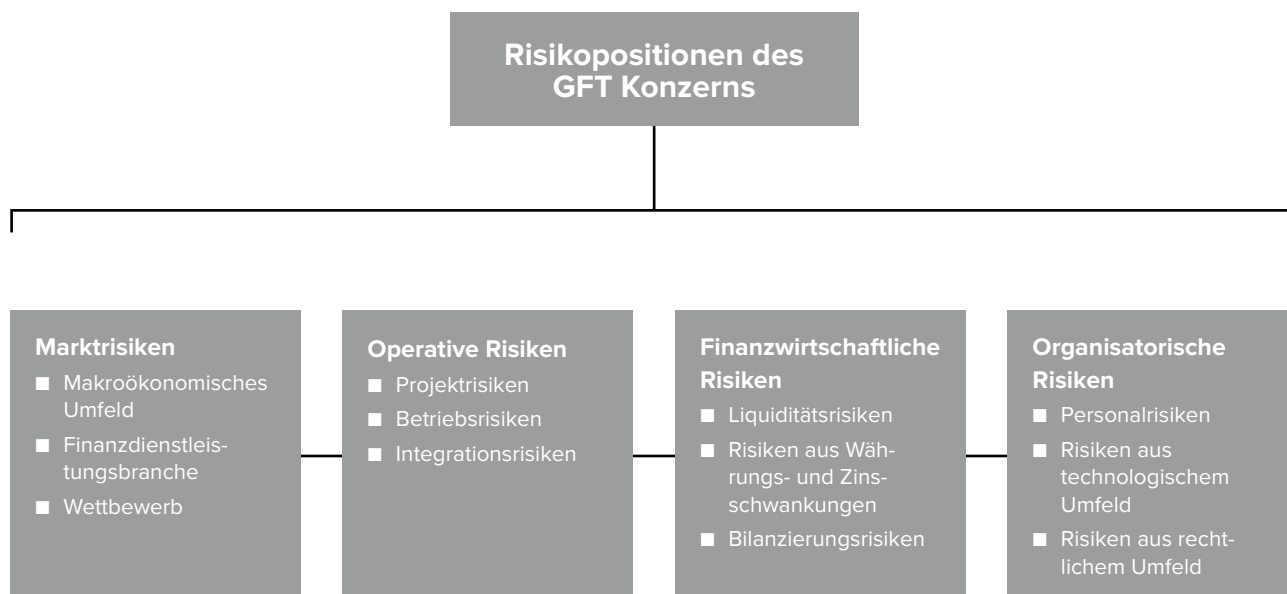 Risikopositionen des
GFT Konzerns
Marktrisiken
■ Makroökonomisches
Umfeld
■ Finanzdienstleis-
tungsbranche
■ Wettbewerb
Operative Risiken
■ Projektrisiken
■ Betriebsrisiken
■ Integrationsrisiken
Finanzwirtschaftliche
Risiken
■ Liquiditätsrisiken
■ Risiken aus Wäh-
rungs- und Zins-
schwankungen
■ Bilanzierungsrisiken
Organisatorische
Risiken
■ Personalrisiken
■ Risiken aus
technologischem
Umfeld
■ Risiken aus recht-
lichem Umfeld